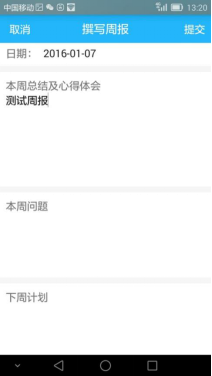 中国移动 13:20
取消 撰写周报 提交
日期： 2016-01-07
本周总结及心得体会
测试周报
本周问题
下周计划